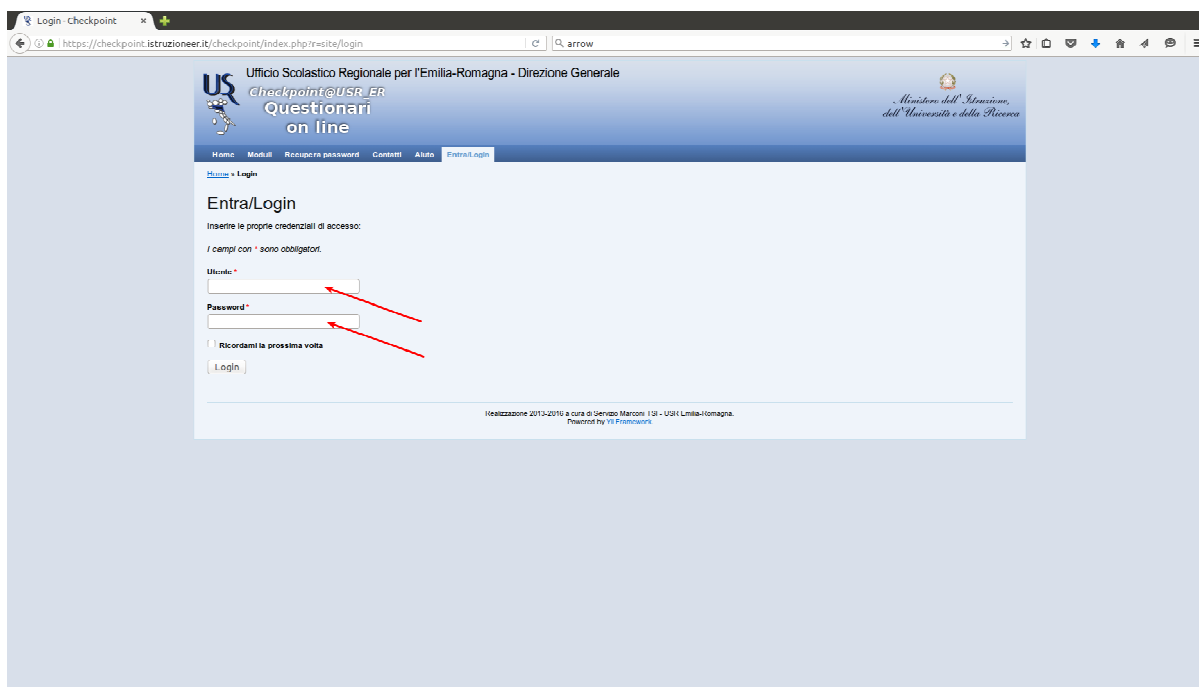 Login - Checkpoint
https://checkpoint.istruzioneer.it/checkpoint/index.php?r=site/login
arrow
Ufficio Scolastico Regionale per l'Emilia-Romagna - Direzione Generale
US
Checkpoint@USR_ER
Questionari
on line
Ministero dell' Istruzione,
dell' Università e della Ricerca
Home Moduli Recupera password Contatti Aiuto Entra/Login
Home » Login
Entra/Login
Inserire le proprie credenziali di accesso:
I campi con * sono obbligatori.
Utente *
Password *
Ricordami la prossima volta
Login
Realizzazione 2013-2016 a cura di Servizio Marconi TSI - USR Emilia-Romagna.
Powered by Yii Framework.